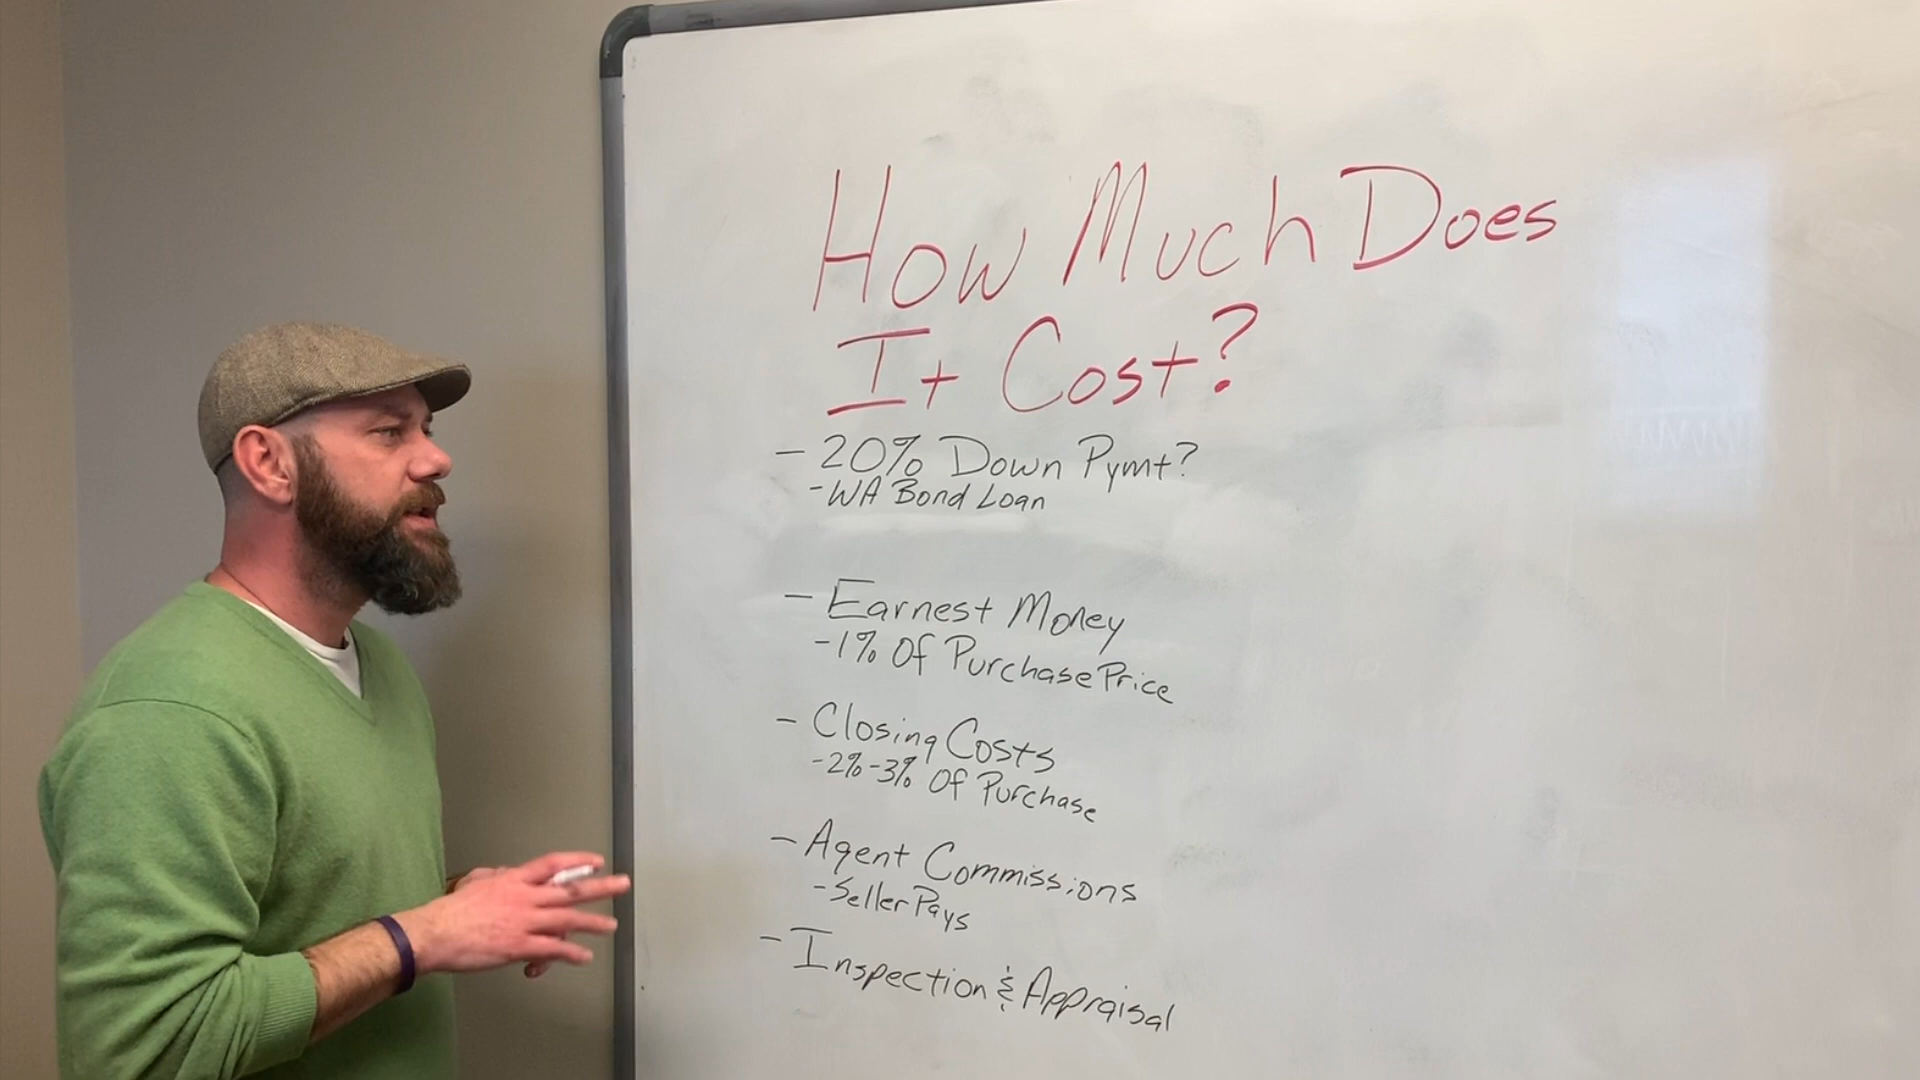 How Much Does
It Cost?
- 20% Down Pymt?
- WA Bond Loan
- Earnest Money
- 1% Of Purchase Price
- Closing Costs
- 2%-3% Of Purchase
- Agent Commissions
- Seller Pays
- Inspection & Appraisal